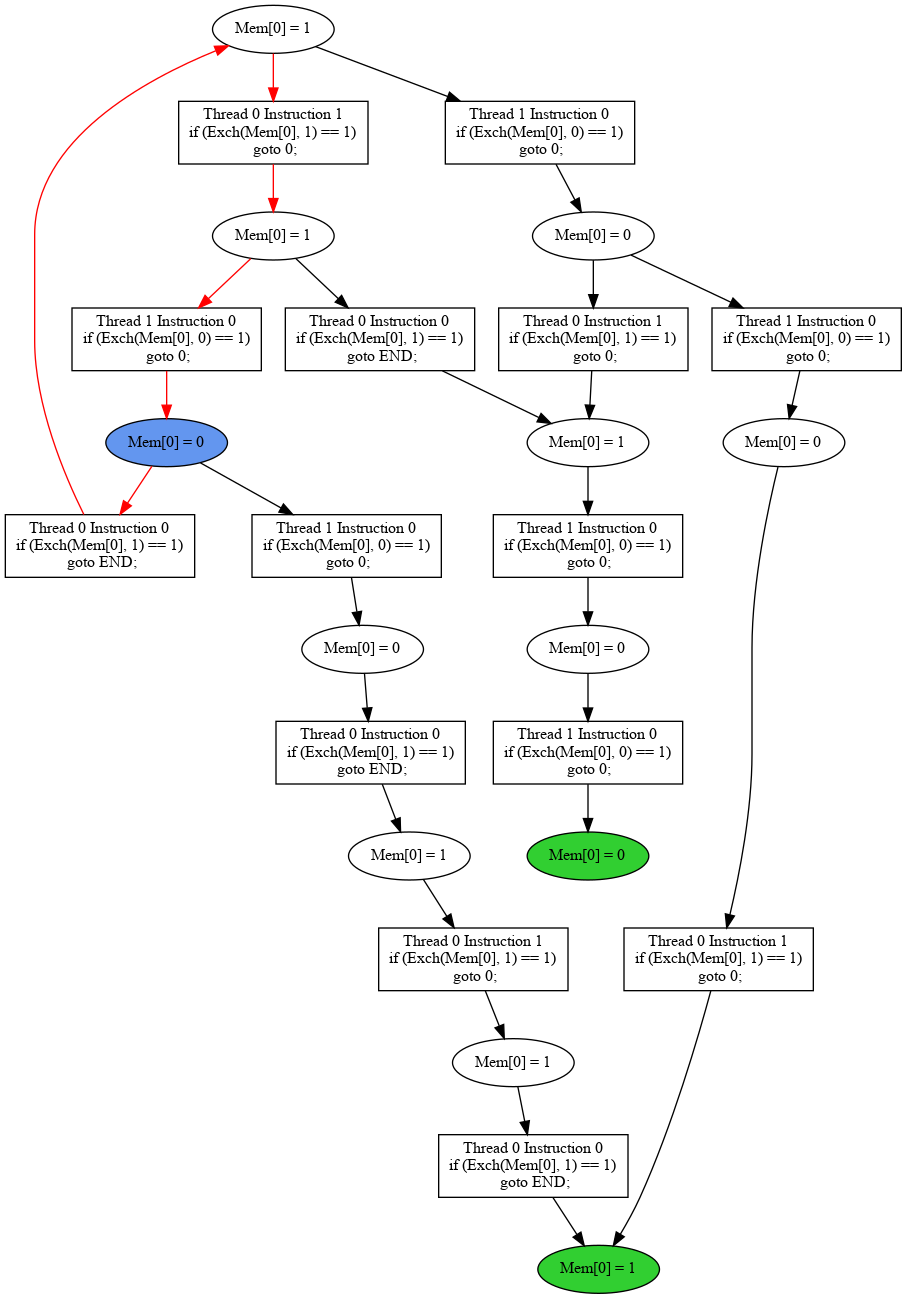 Mem[0] = 1
Thread 0 Instruction 1
if (Exch(Mem[0], 1) == 1)
goto 0;
Thread 1 Instruction 0
if (Exch(Mem[0], 0) == 1)
goto 0;
Mem[0] = 1
Mem[0] = 0
Thread 1 Instruction 0
if (Exch(Mem[0], 0) == 1)
goto 0;
Thread 0 Instruction 0
if (Exch(Mem[0], 1) == 1)
goto END;
Thread 0 Instruction 1
if (Exch(Mem[0], 1) == 1)
goto 0;
Thread 1 Instruction 0
if (Exch(Mem[0], 0) == 1)
goto 0;
Mem[0] = 0
Mem[0] = 1
Mem[0] = 0
Thread 0 Instruction 0
if (Exch(Mem[0], 1) == 1)
goto END;
Thread 1 Instruction 0
if (Exch(Mem[0], 0) == 1)
goto 0;
Thread 1 Instruction 0
if (Exch(Mem[0], 0) == 1)
goto 0;
Mem[0] = 0
Mem[0] = 0
Thread 0 Instruction 0
if (Exch(Mem[0], 1) == 1)
goto END;
Thread 1 Instruction 0
if (Exch(Mem[0], 0) == 1)
goto 0;
Mem[0] = 1
Mem[0] = 0
Thread 0 Instruction 1
if (Exch(Mem[0], 1) == 1)
goto 0;
Thread 0 Instruction 1
if (Exch(Mem[0], 1) == 1)
goto 0;
Mem[0] = 1
Thread 0 Instruction 0
if (Exch(Mem[0], 1) == 1)
goto END;
Mem[0] = 1